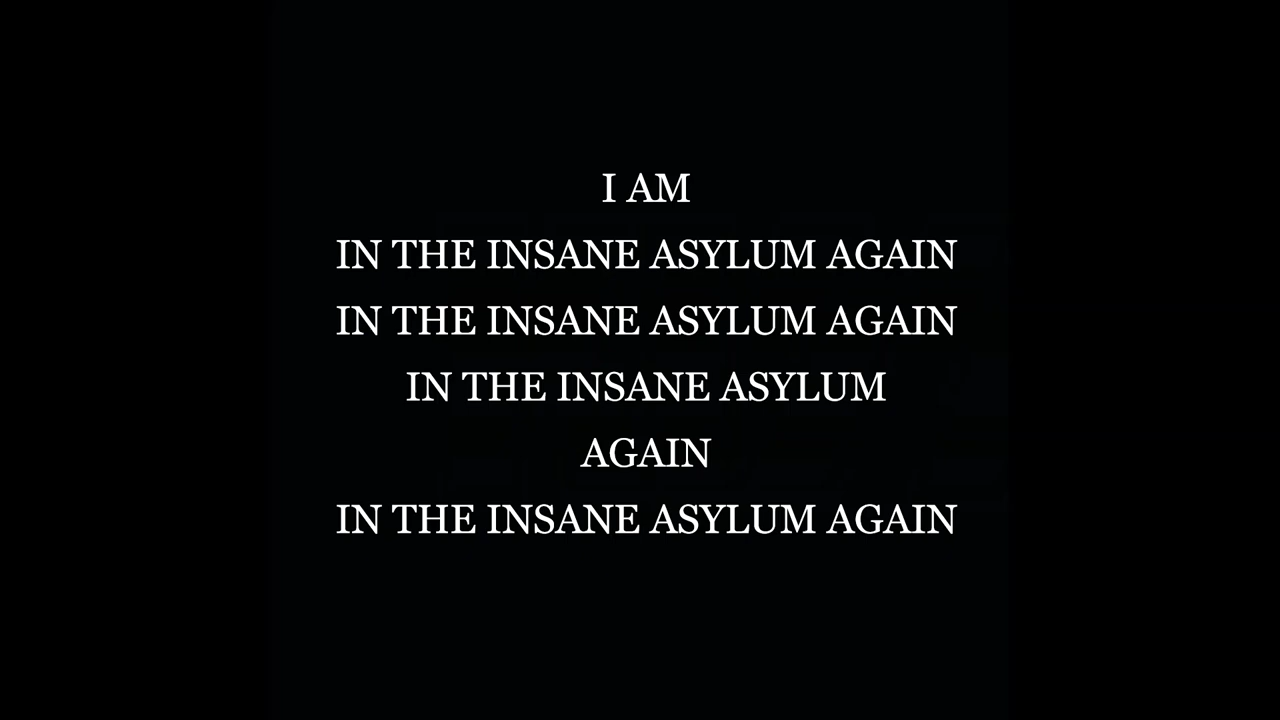 I AM
IN THE INSANE ASYLUM AGAIN
IN THE INSANE ASYLUM AGAIN
IN THE INSANE ASYLUM
AGAIN
IN THE INSANE ASYLUM AGAIN